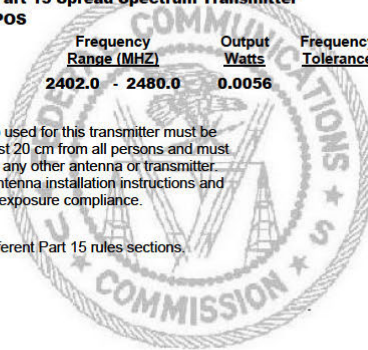 Part 15 Spread Spectrum Transmitter
POS
Frequency Output Frequency
Range (MHZ) Watts Tolerance
2402.0 - 2480.0 0.0056
used for this transmitter must be
st 20 cm from all persons and must
any other antenna or transmitter.
ntenna installation instructions and
exposure compliance.
ferent Part 15 rules sections.
COMMUNICATIONS
COMMISSION
U S